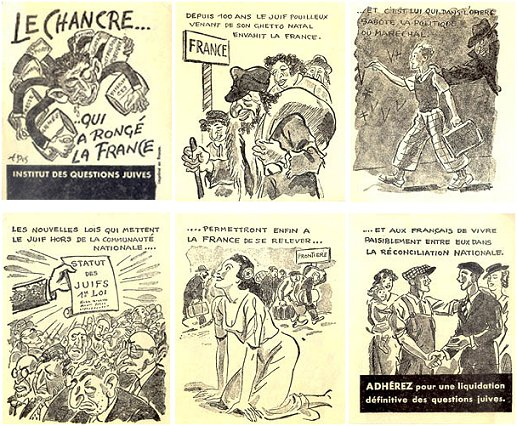 LE CHANCRE...
QUI
A RONGÉ
LA FRANCE
INSTITUT DES QUESTIONS JUIVES
DEPUIS 100 ANS LE JUIF POUILLEUX
VENANT DE SON GHETTO NATAL
ENVAHIT LA FRANCE.
FRANCE
...ET C'EST LUI QUI, DANS L'OMBRE
SABOTE LA POLITIQUE
DU MARÉCHAL.
LES NOUVELLES LOIS QUI METTENT
LE JUIF HORS DE LA COMMUNAUTÉ
NATIONALE....
STATUT
DES
JUIFS
1re LOI
....PERMETTRONT ENFIN A
LA FRANCE DE SE RELEVER...
FRONTIERE
...ET AUX FRANÇAIS DE VIVRE
PAISIBLEMENT ENTRE EUX DANS
LA RÉCONCILIATION NATIONALE.
ADHÉREZ pour une liquidation
définitive des questions juives.